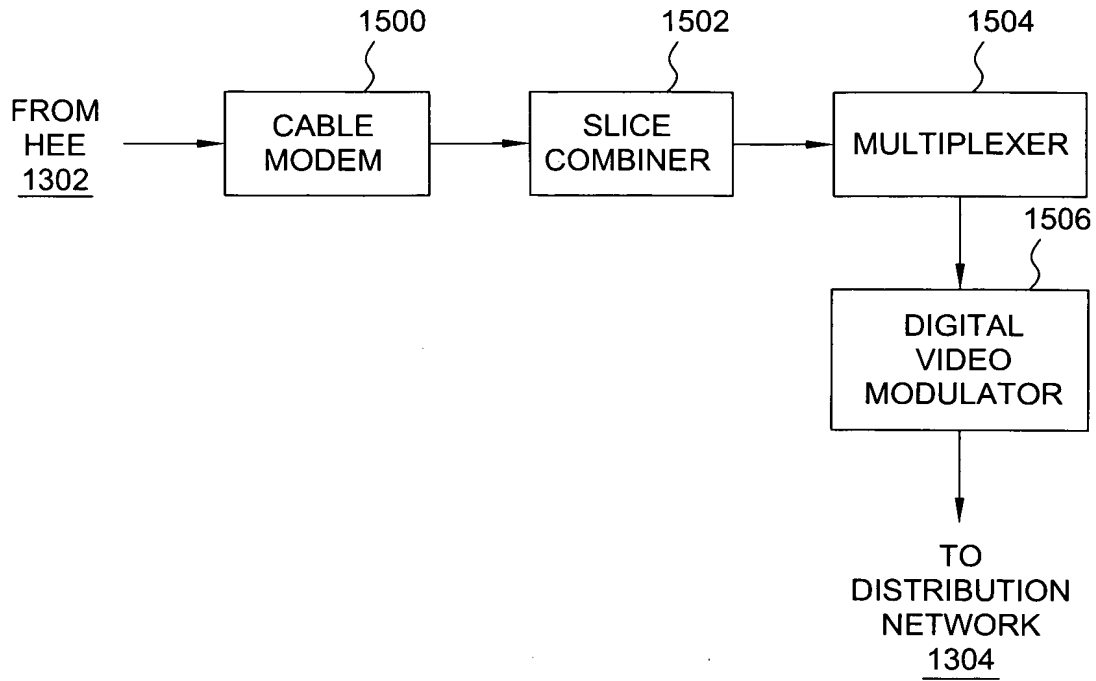 1500
1502
1504
FROM
HEE
1302
CABLE
MODEM
SLICE
COMBINER
MULTIPLEXER
1506
DIGITAL
VIDEO
MODULATOR
TO
DISTRIBUTION
NETWORK
1304